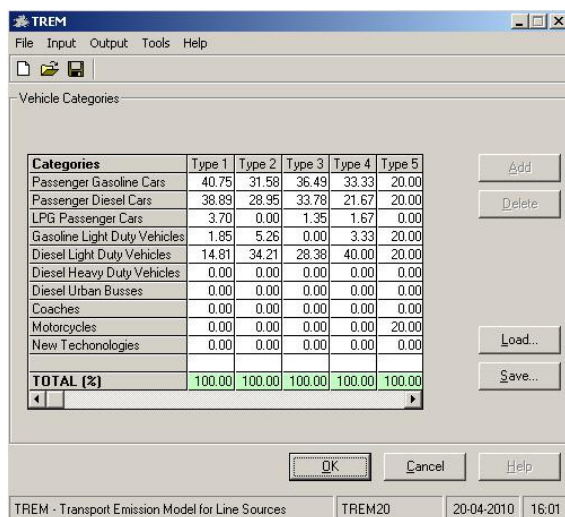 TREM
File Input Output Tools Help
Vehicle Categories
Categories Type 1 Type 2 Type 3 Type 4 Type 5
Passenger Gasoline Cars 40.75 31.58 36.49 33.33 20.00
Passenger Diesel Cars 38.89 28.95 33.78 21.67 20.00
LPG Passenger Cars 3.70 0.00 1.35 1.67 0.00
Gasoline Light Duty Vehicles 1.85 5.26 0.00 3.33 20.00
Diesel Light Duty Vehicles 14.81 34.21 28.38 40.00 20.00
Diesel Heavy Duty Vehicles 0.00 0.00 0.00 0.00 0.00
Diesel Urban Busses 0.00 0.00 0.00 0.00 0.00
Coaches 0.00 0.00 0.00 0.00 0.00
Motorcycles 0.00 0.00 0.00 0.00 20.00
New Techonologies 0.00 0.00 0.00 0.00 0.00
TOTAL (%) 100.00 100.00 100.00 100.00 100.00
Add
Delete
Load...
Save...
OK Cancel Help
TREM - Transport Emission Model for Line Sources TREM20 20-04-2010 16:01